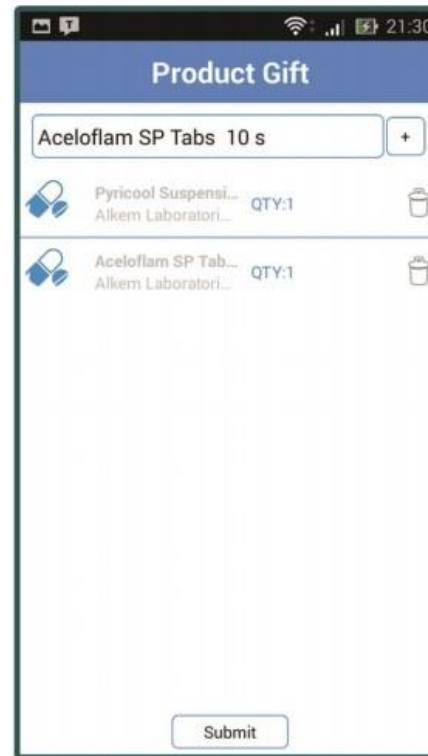 21:30
Product Gift
Aceloflam SP Tabs 10 s
+
Pyricool Suspensi...
Alkem Laboratori...
QTY:1
Aceloflam SP Tab...
Alkem Laboratori...
QTY:1
Submit